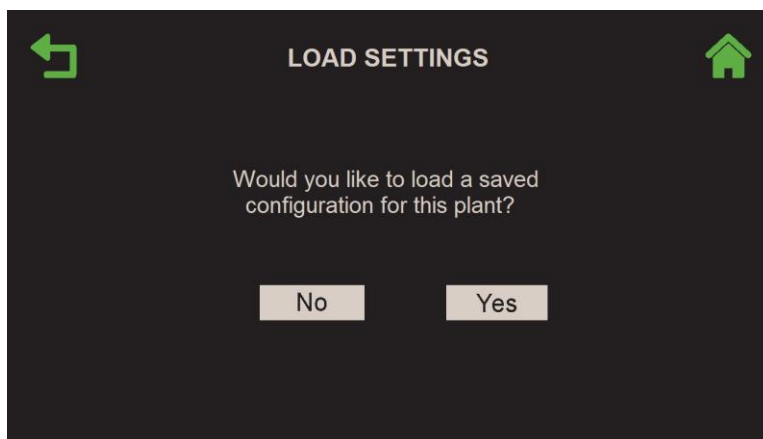 LOAD SETTINGS
Would you like to load a saved
configuration for this plant?
No
Yes